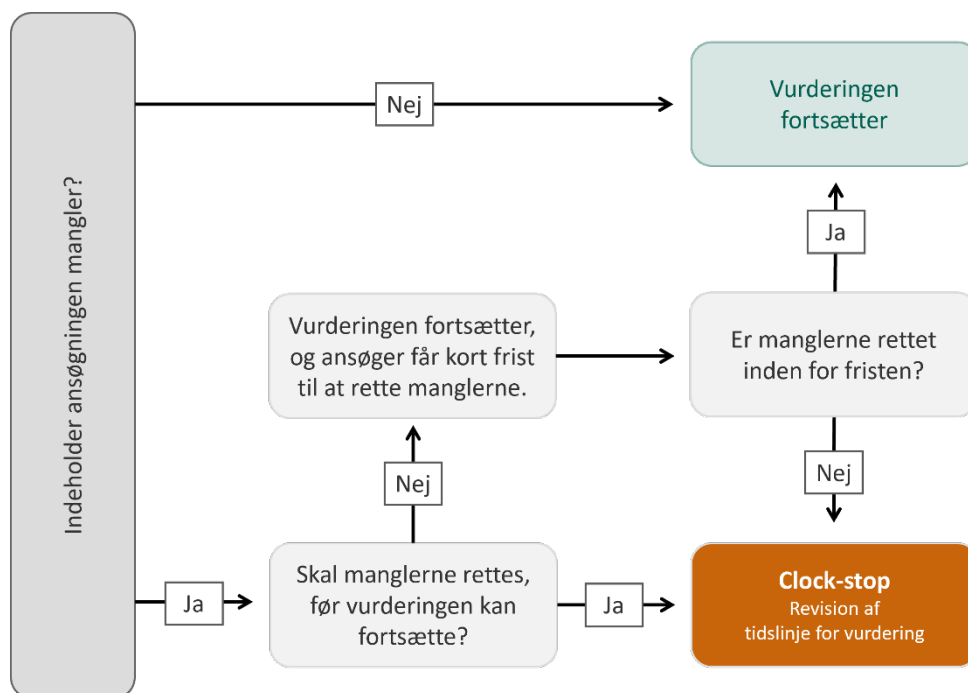 Indeholder ansøgningen mangler?
Nej
Vurderingen
fortsætter
Ja
Vurderingen fortsætter,
og ansøger får kort frist
til at rette manglerne.
Er manglerne rettet
inden for fristen?
Nej
Nej
Ja
Skal manglerne rettes,
før vurderingen kan
fortsætte?
Ja
Clock-stop
Revision af
tidslinje for vurdering